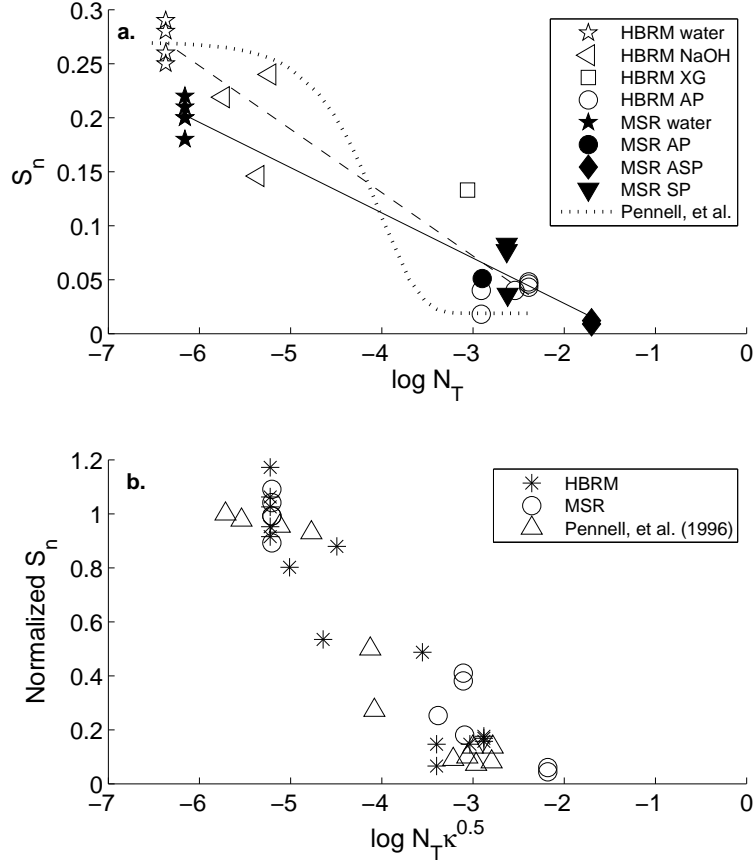 a.
0.3
0.25
0.2
0.15
0.1
0.05
0
S_n
−7 −6 −5 −4 −3 −2 −1 0
log N_T
HBRM water
HBRM NaOH
HBRM XG
HBRM AP
MSR water
MSR AP
MSR ASP
MSR SP
Pennell, et al.
b.
1.2
1
0.8
0.6
0.4
0.2
0
Normalized S_n
−7 −6 −5 −4 −3 −2 −1 0
log N_T κ^0.5
HBRM
MSR
Pennell, et al. (1996)